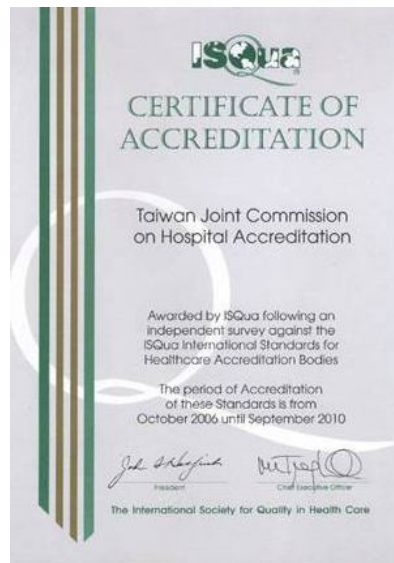 ISQua
CERTIFICATE OF
ACCREDITATION
Taiwan Joint Commission
on Hospital Accreditation
Awarded by ISQua following an
independent survey against the
ISQua International Standards for
Healthcare Accreditation Bodies
The period of Accreditation
of these Standards is from
October 2006 until September 2010
President
Chief Executive Officer
The International Society for Quality in Health Care